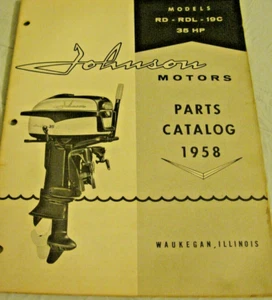 MODELS
RD - RDL - 19C
35 HP
Johnson
MOTORS
PARTS
CATALOG
1958
WAUKEGAN, ILLINOIS